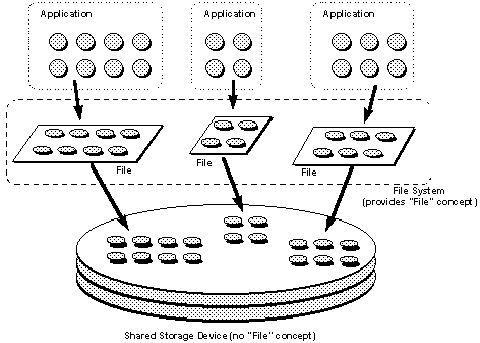 Application
Application
Application
File
File
File
File System
(provides "File" concept)
Shared Storage Device (no "File" concept)